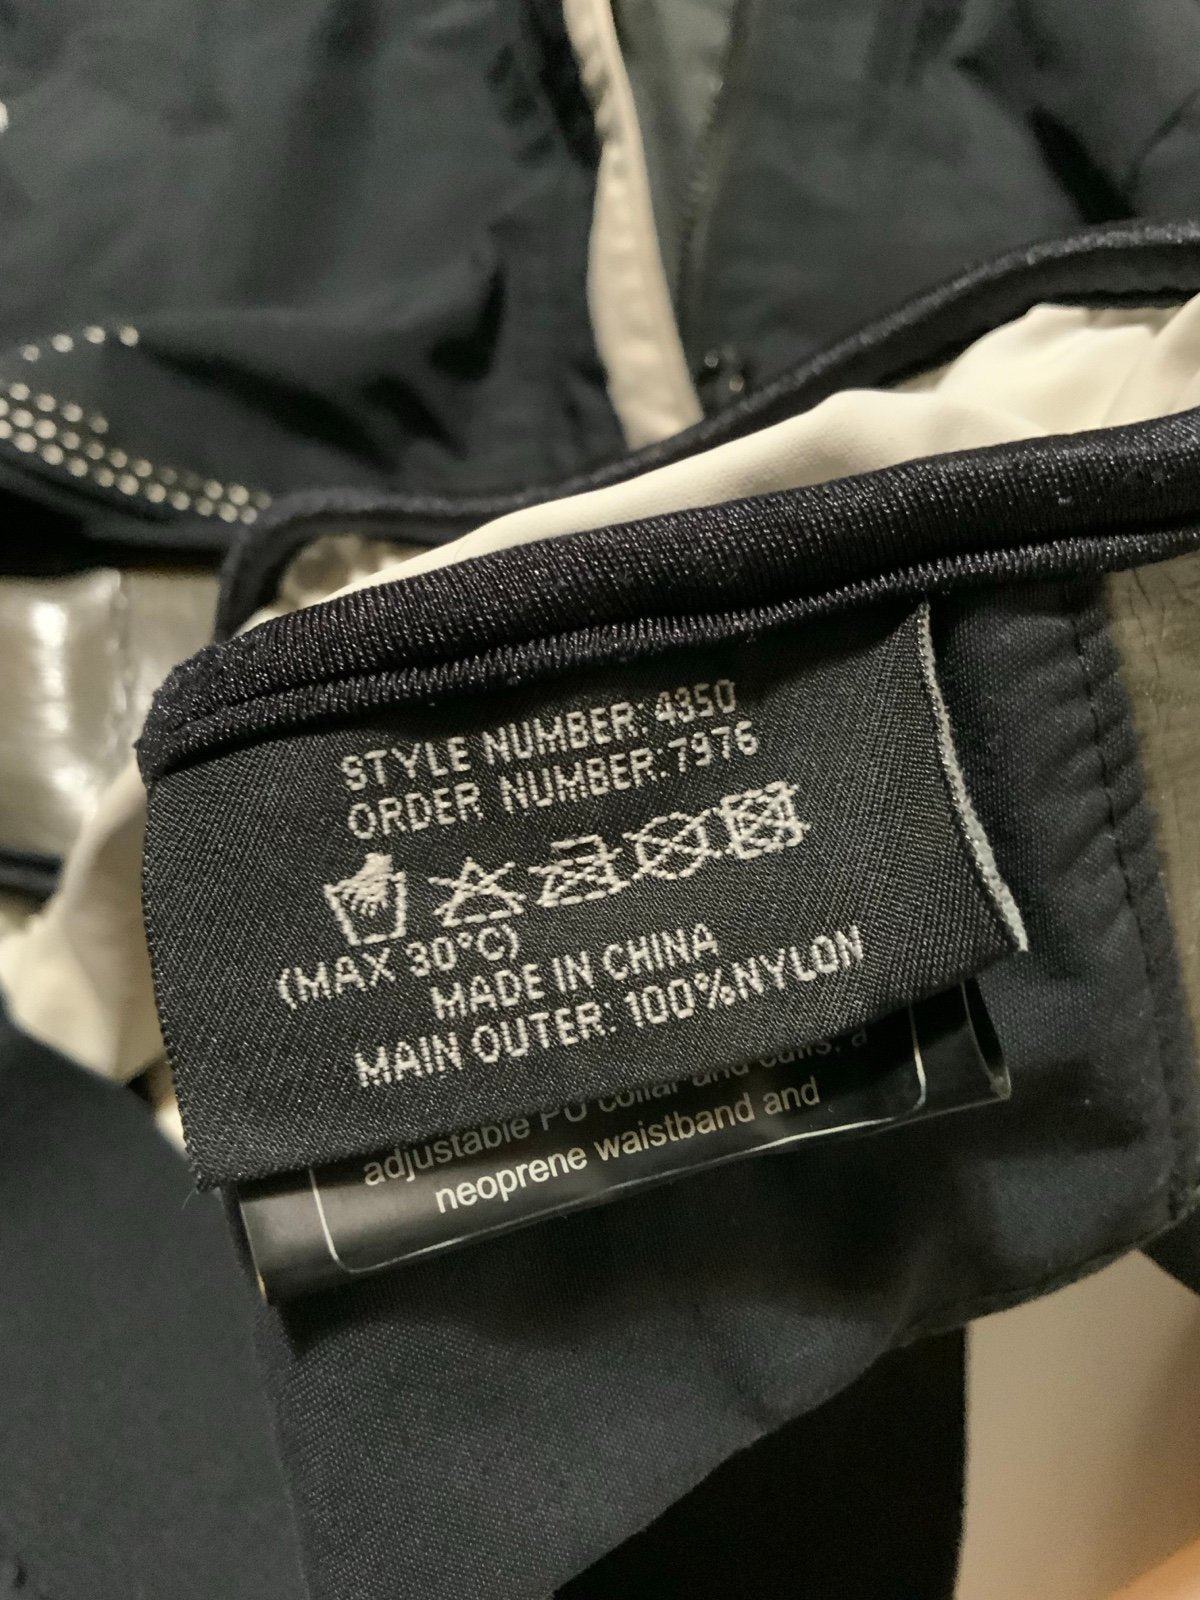 STYLE NUMBER: 4350
ORDER NUMBER: 7976
(MAX 30°C)
MADE IN CHINA
MAIN OUTER: 100%NYLON
adjustable PU collar and cuffs, a
neoprene waistband and